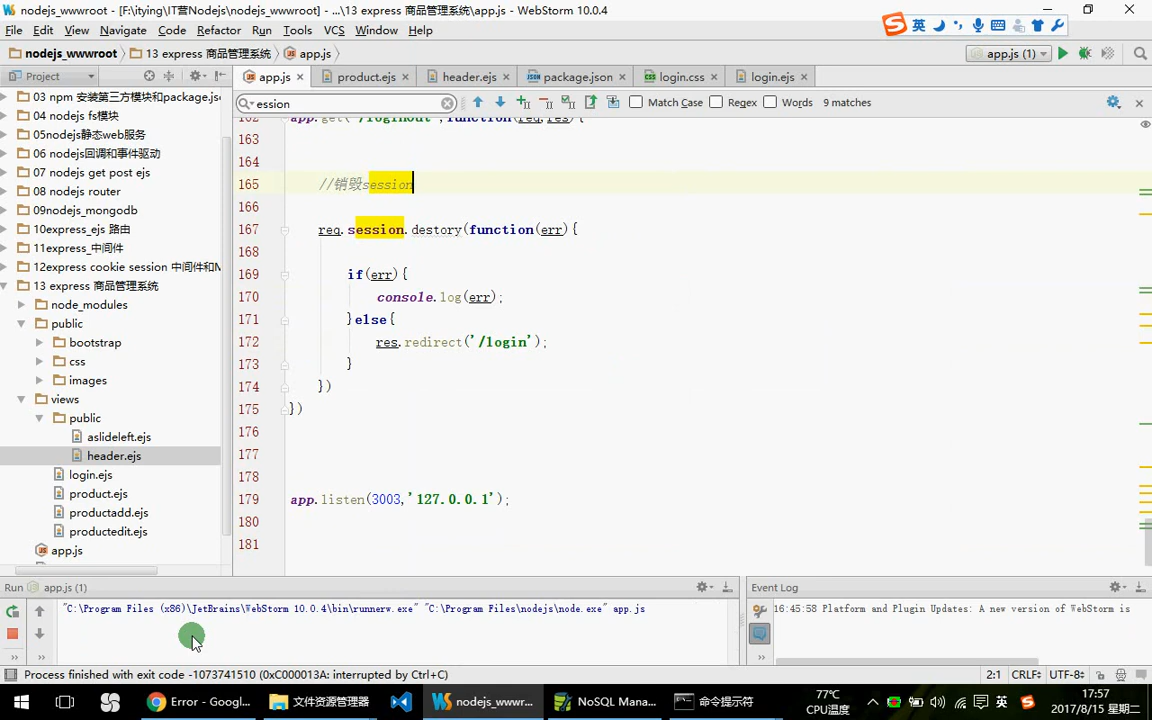 nodejs_wwwroot - [F:\itying\IT营Nodejs\nodejs_wwwroot] - ...\13 express 商品管理系统\app.js - WebStorm 10.0.4
英
File Edit View Navigate Code Refactor Run Tools VCS Window Help
nodejs_wwwroot 13 express 商品管理系统 app.js
app.js (1)
Project
app.js product.ejs header.ejs package.json login.css login.ejs
ession
Match Case Regex Words 9 matches
03 npm 安装第三方模块和package.jsc
04 nodejs fs模块
05nodejs静态web服务
06 nodejs回调和事件驱动
07 nodejs get post ejs
08 nodejs router
09nodejs_mongodb
10express_ejs 路由
11express_中间件
12express cookie session 中间件和M
13 express 商品管理系统
node_modules
public
bootstrap
css
images
views
public
aslideleft.ejs
header.ejs
login.ejs
product.ejs
productadd.ejs
productedit.ejs
app.js
162 app.get('/loginout',function(req,res){
163
164
165 //销毁session
166
167 req.session.destory(function(err){
168
169 if(err){
170 console.log(err);
171 }else{
172 res.redirect('/login');
173 }
174 })
175 })
176
177
178
179 app.listen(3003,'127.0.0.1');
180
181
Run app.js (1)
"C:\Program Files (x86)\JetBrains\WebStorm 10.0.4\bin\runnerw.exe" "C:\Program Files\nodejs\node.exe" app.js
Event Log
16:45:58 Platform and Plugin Updates: A new version of WebStorm is
Process finished with exit code -1073741510 (0xC000013A: interrupted by Ctrl+C)
2:1 CRLF UTF-8
Error - Googl...
文件资源管理器
nodejs_wwwr...
NoSQL Mana...
命令提示符
77℃
CPU温度
英
17:57
2017/8/15 星期二